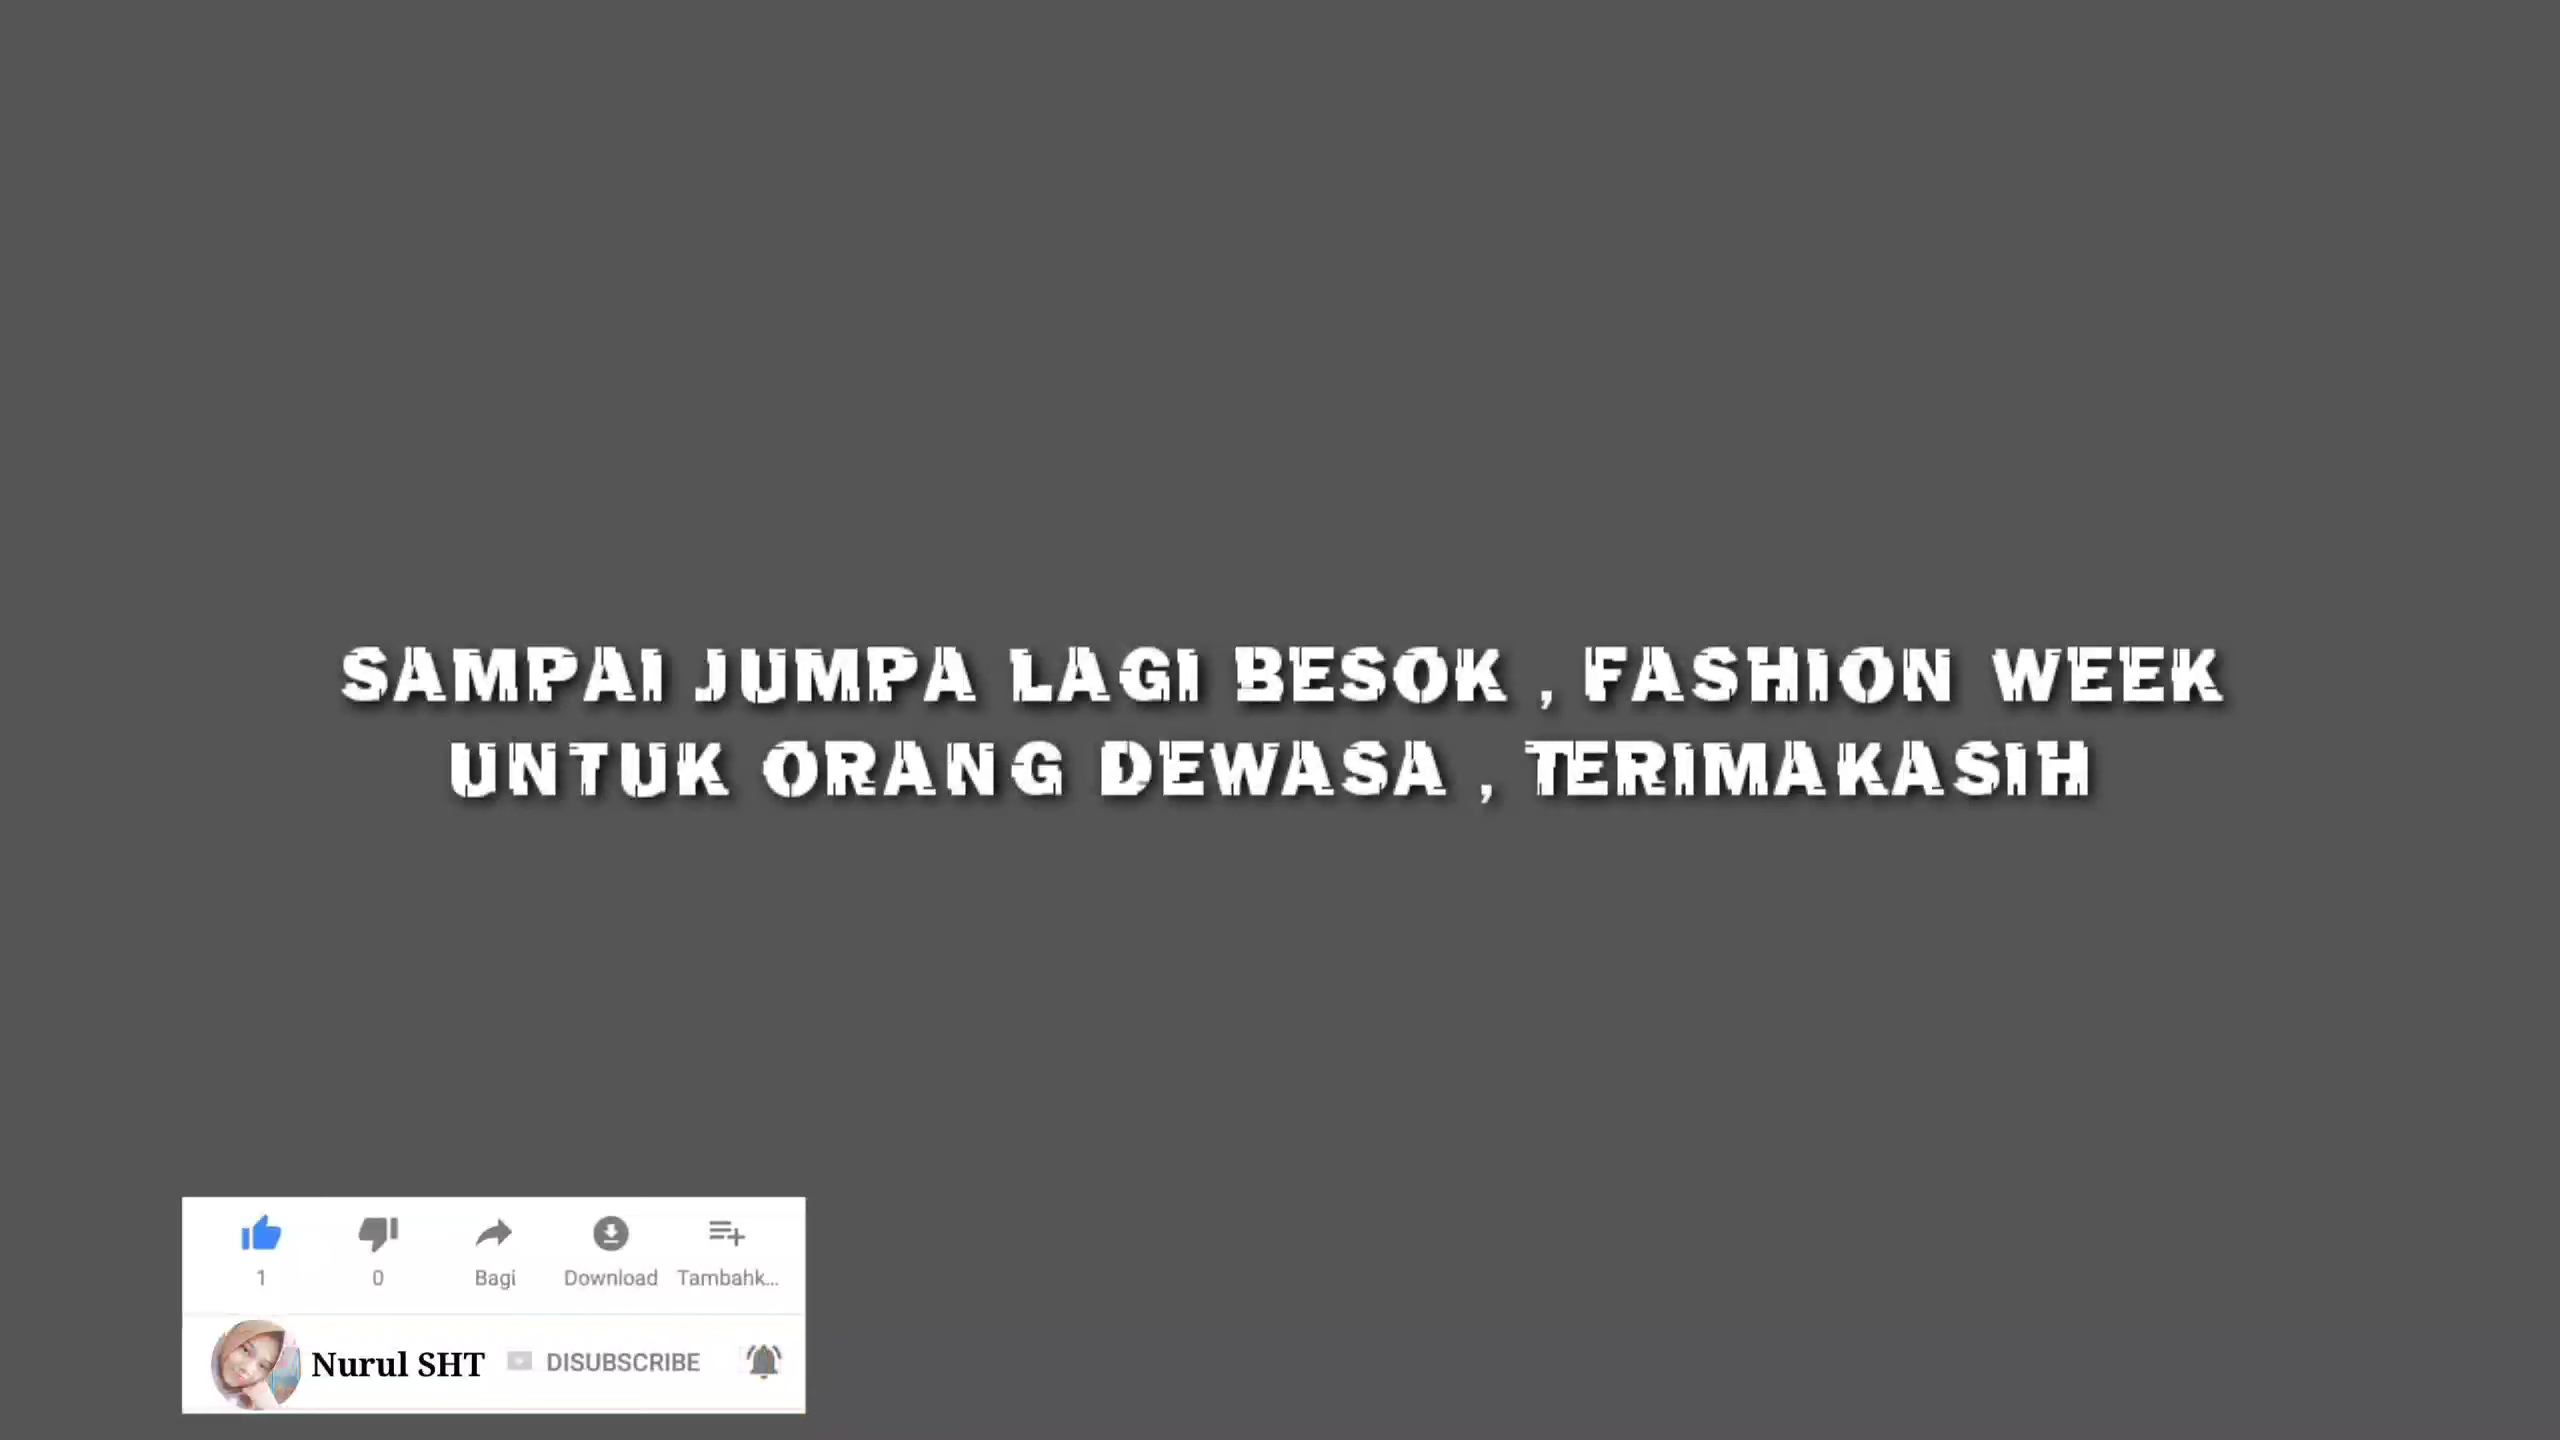 SAMPAI JUMPA LAGI BESOK , FASHION WEEK
UNTUK ORANG DEWASA , TERIMAKASIH
1 0 Bagi Download Tambahk...
Nurul SHT DISUBSCRIBE